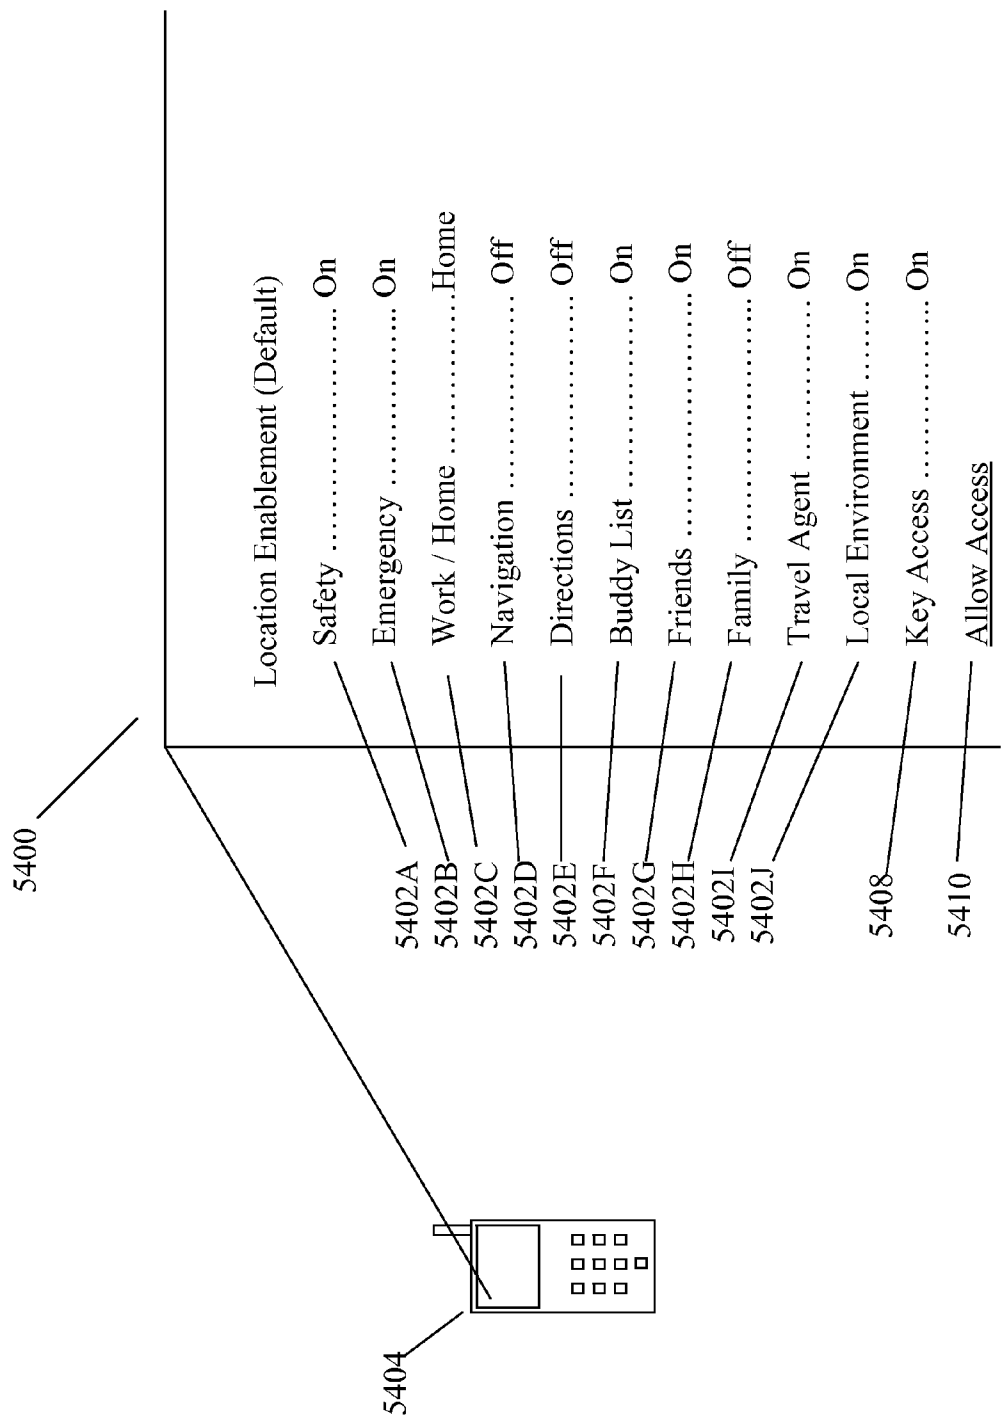 5400
Location Enablement (Default)
5402A Safety .............................. On
5402B Emergency ......................... On
5402C Work / Home ....................Home
5402D Navigation ........................ Off
5402E Directions ......................... Off
5402F Buddy List ........................ On
5402G Friends .............................. On
5402H Family .............................. Off
5402I Travel Agent .................... On
5402J Local Environment ........ On
5408 Key Access ...................... On
5410 Allow Access
5404